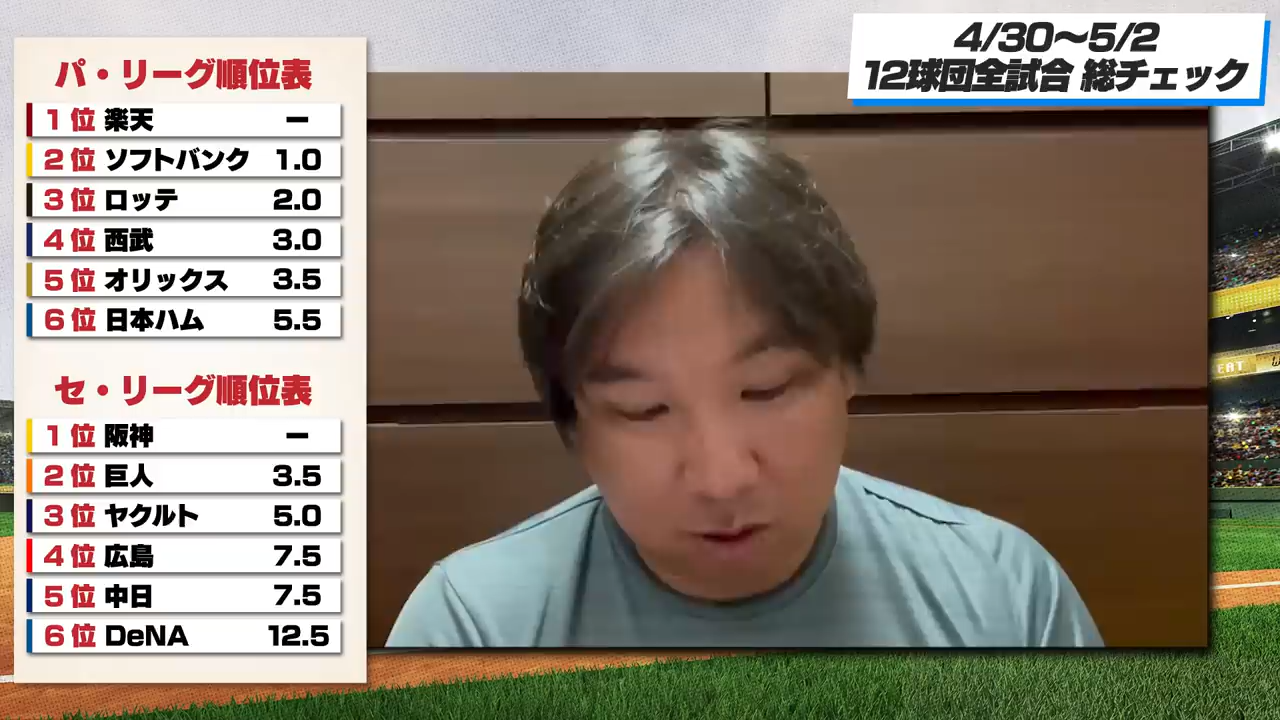 4/30〜5/2
12球団全試合 総チェック
パ・リーグ順位表
1位 楽天 ー
2位 ソフトバンク 1.0
3位 ロッテ 2.0
4位 西武 3.0
5位 オリックス 3.5
6位 日本ハム 5.5
セ・リーグ順位表
1位 阪神 ー
2位 巨人 3.5
3位 ヤクルト 5.0
4位 広島 7.5
5位 中日 7.5
6位 DeNA 12.5
EAT